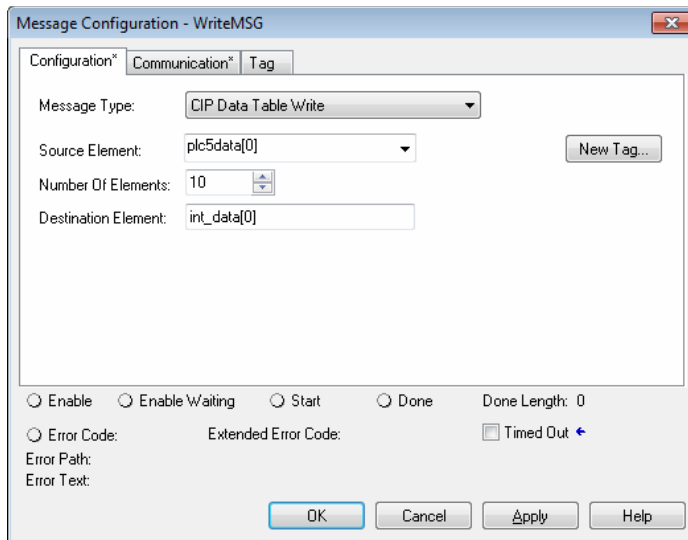 Message Configuration - WriteMSG
Configuration* Communication* Tag
Message Type: CIP Data Table Write
Source Element: plc5data[0] New Tag...
Number Of Elements: 10
Destination Element: int_data[0]
Enable Enable Waiting Start Done Done Length: 0
Error Code: Extended Error Code: Timed Out
Error Path:
Error Text:
OK Cancel Apply Help